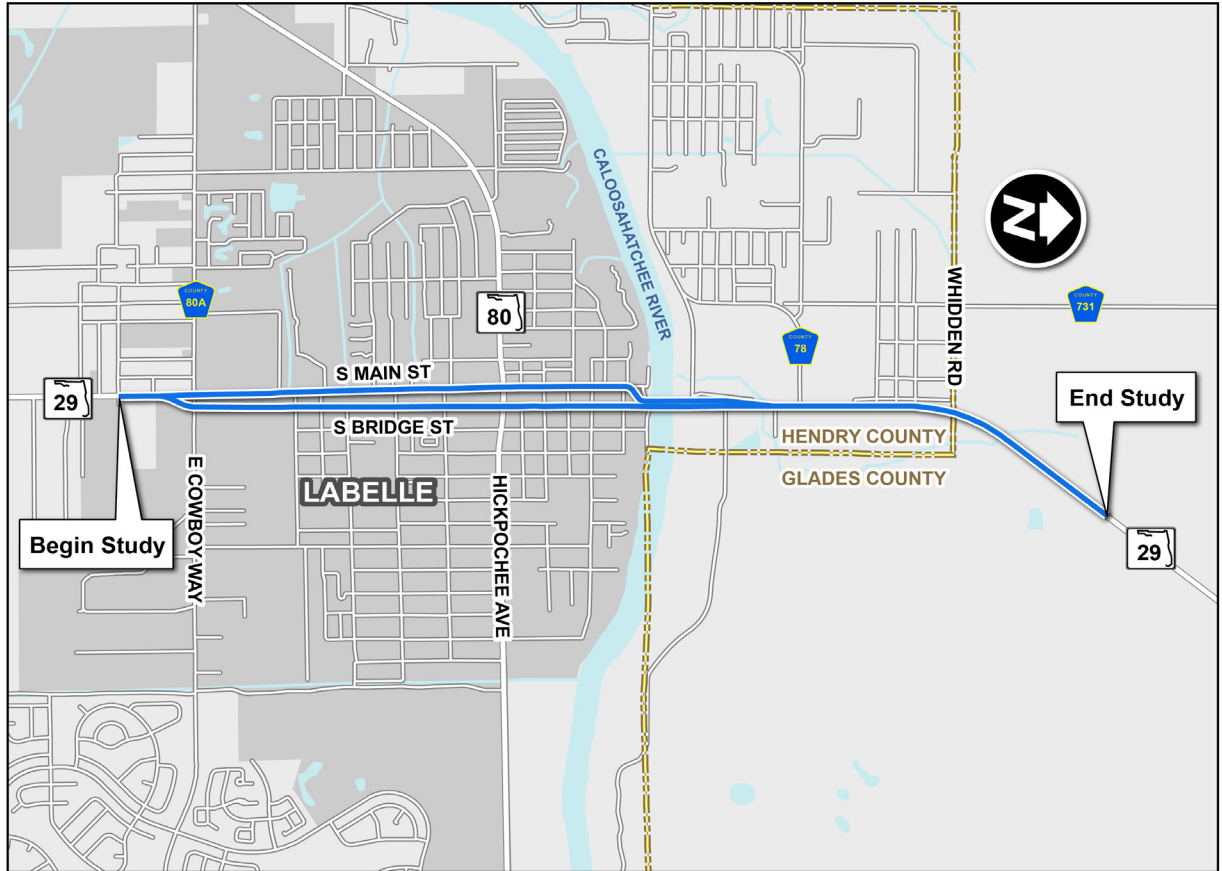 CALOOSAHATCHEE RIVER
N
WHIDDEN RD
COUNTY
80A
COUNTY
731
80
COUNTY
78
S MAIN ST
29
End Study
S BRIDGE ST
HENDRY COUNTY
GLADES COUNTY
LABELLE
E COWBOY WAY
HICKPOCHEE AVE
Begin Study
29